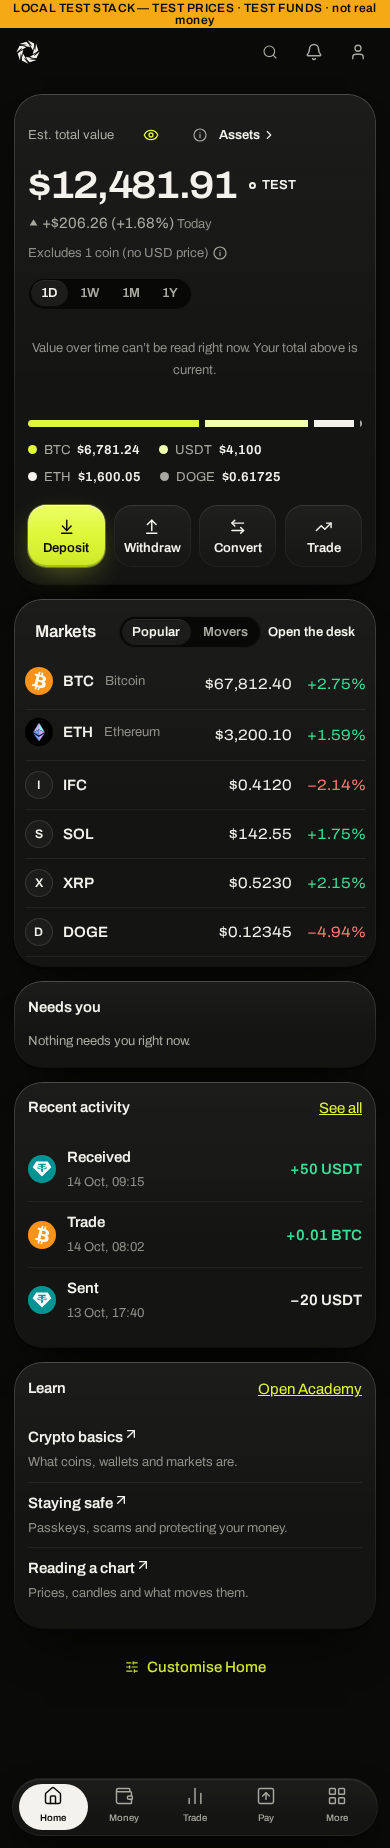 LOCAL TEST STACK — TEST PRICES · TEST FUNDS · not real
money
Est. total value
Assets
$12,481.91
TEST
+$206.26 (+1.68%) Today
Excludes 1 coin (no USD price)
1D 1W 1M 1Y
Value over time can't be read right now. Your total above is
current.
BTC $6,781.24 USDT $4,100
ETH $1,600.05 DOGE $0.61725
Deposit Withdraw Convert Trade
Markets Popular Movers Open the desk
BTC Bitcoin $67,812.40 +2.75%
ETH Ethereum $3,200.10 +1.59%
I IFC $0.4120 −2.14%
S SOL $142.55 +1.75%
X XRP $0.5230 +2.15%
D DOGE $0.12345 −4.94%
Needs you
Nothing needs you right now.
Recent activity See all
Received
14 Oct, 09:15
+50 USDT
Trade
14 Oct, 08:02
+0.01 BTC
Sent
13 Oct, 17:40
−20 USDT
Learn Open Academy
Crypto basics
What coins, wallets and markets are.
Staying safe
Passkeys, scams and protecting your money.
Reading a chart
Prices, candles and what moves them.
Customise Home
Home Money Trade Pay More